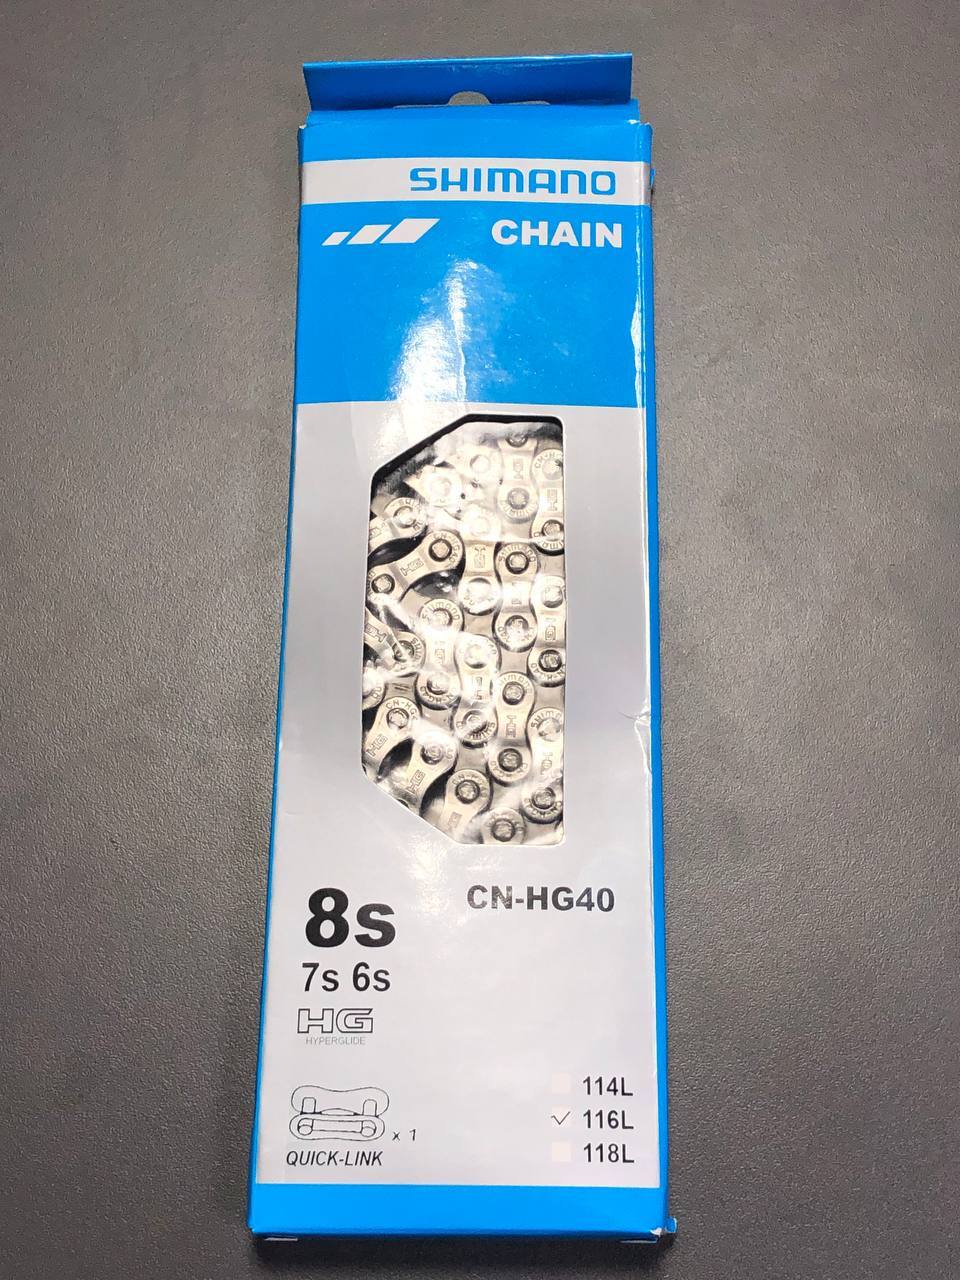 SHIMANO
CHAIN
8s
CN-HG40
7s 6s
HG
HYPERGLIDE
114L
116L
118L
x 1
QUICK-LINK